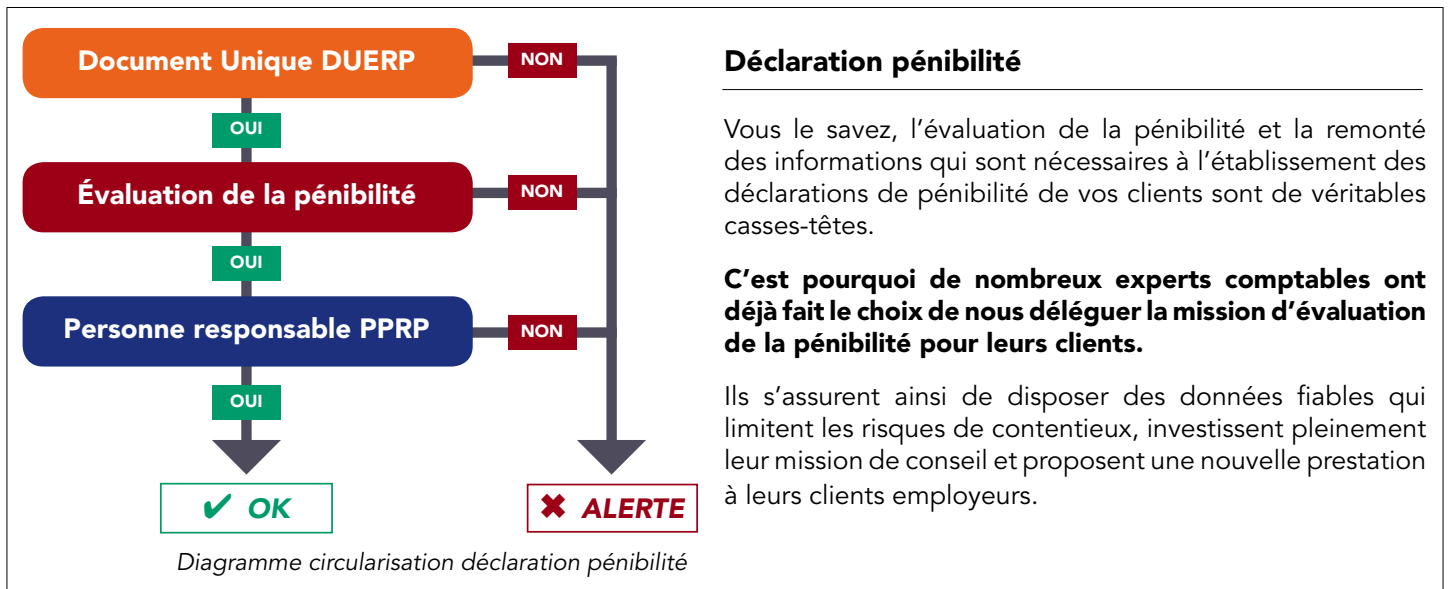 Document Unique DUERP
NON
OUI
Évaluation de la pénibilité
NON
OUI
Personne responsable PPRP
NON
OUI
✔ OK
✖ ALERTE
Diagramme circularisation déclaration pénibilité
Déclaration pénibilité
Vous le savez, l’évaluation de la pénibilité et la remonté
des informations qui sont nécessaires à l’établissement des
déclarations de pénibilité de vos clients sont de véritables
casses-têtes.
C’est pourquoi de nombreux experts comptables ont
déjà fait le choix de nous déléguer la mission d’évaluation
de la pénibilité pour leurs clients.
Ils s’assurent ainsi de disposer des données fiables qui
limitent les risques de contentieux, investissent pleinement
leur mission de conseil et proposent une nouvelle prestation
à leurs clients employeurs.